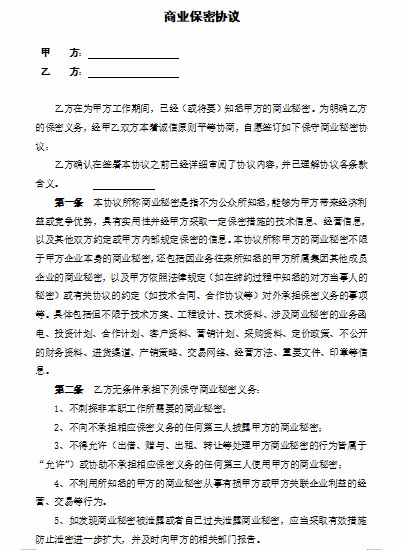 商业保密协议
甲 方：
乙 方：
乙方在为甲方工作期间，已经（或将要）知悉甲方的商业秘密。为明确乙方
的保密义务，经甲乙双方本着诚信原则平等协商，自愿签订如下保守商业秘密协
议：
乙方确认在签署本协议之前已经详细审阅了协议内容，并已理解协议各条款
含义。
第一条 本协议所称商业秘密是指不为公众所知悉，能够为甲方带来经济利
益或竞争优势，具有实用性并经甲方采取一定保密措施的技术信息、经营信息，
以及其他双方约定或甲方内部规定保密的信息。本协议所称甲方的商业秘密不限
于甲方企业本身的商业秘密，还包括因业务往来所知悉的甲方所属集团其他成员
企业的商业秘密，以及甲方依照法律规定（如在缔约过程中知悉的对方当事人的
秘密）或有关协议的约定（如技术合同、合作协议等）对外承担保密义务的事项
等。具体包括但不限于技术方案、工程设计、技术资料、涉及商业秘密的业务函
电、投资计划、合作计划、客户资料、营销计划、采购资料、定价政策、不公开
的财务资料、进货渠道、产销策略、交易网络、经营方法、重要文件、印章等信
息。
第二条 乙方无条件承担下列保守商业秘密义务：
1、不刺探非本职工作所需要的商业秘密；
2、不向不承担相应保密义务的任何第三人披露甲方的商业秘密；
3、不得允许（出借、赠与、出租、转让等处理甲方商业秘密的行为皆属于
“允许”）或协助不承担相应保密义务的任何第三人使用甲方的商业秘密；
4、不利用所知悉的甲方的商业秘密从事有损甲方或甲方关联企业利益的经
营、交易等行为。
5、如发现商业秘密被泄露或者自己过失泄露商业秘密，应当采取有效措施
防止泄密进一步扩大，并及时向甲方的相关部门报告。